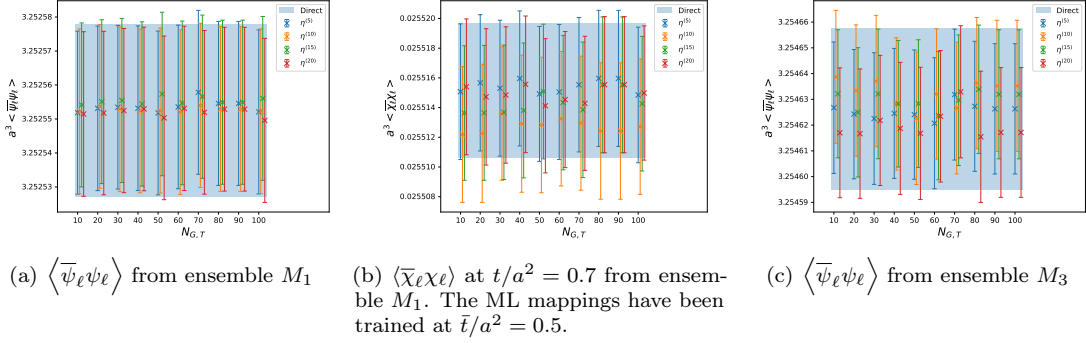 3.25258
3.25257
3.25256
3.25255
3.25254
3.25253
a³ < ψ̅ℓψℓ >
10 20 30 40 50 60 70 80 90 100
N_{G, T}
Direct
η⁽⁵⁾
η⁽¹⁰⁾
η⁽¹⁵⁾
η⁽²⁰⁾
0.025520
0.025518
0.025516
0.025514
0.025512
0.025510
0.025508
a³ < χ̅ℓχℓ >
10 20 30 40 50 60 70 80 90 100
N_{G, T}
Direct
η⁽⁵⁾
η⁽¹⁰⁾
η⁽¹⁵⁾
η⁽²⁰⁾
3.25466
3.25465
3.25464
3.25463
3.25462
3.25460
3.25459
a³ < ψ̅ℓψℓ >
10 20 30 40 50 60 70 80 90 100
N_{G, T}
Direct
η⁽⁵⁾
η⁽¹⁰⁾
η⁽¹⁵⁾
η⁽²⁰⁾
(a) ⟨ψ̅ℓψℓ⟩ from ensemble M₁
(b) ⟨χ̅ℓχℓ⟩ at t/a² = 0.7 from ensem-
ble M₁. The ML mappings have been
trained at t̄/a² = 0.5.
(c) ⟨ψ̅ℓψℓ⟩ from ensemble M₃